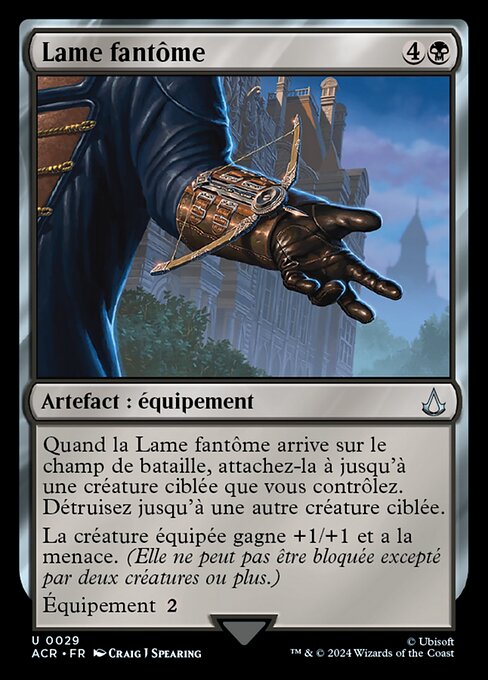 Lame fantôme 4
Artefact : équipement
Quand la Lame fantôme arrive sur le
champ de bataille, attachez-la à jusqu'à
une créature ciblée que vous contrôlez.
Détruisez jusqu'à une autre créature ciblée.
La créature équipée gagne +1/+1 et a la
menace. (Elle ne peut pas être bloquée excepté
par deux créatures ou plus.)
Équipement 2
U 0029
ACR • FR Craig J Spearing
© Ubisoft
™ & © 2024 Wizards of the Coast